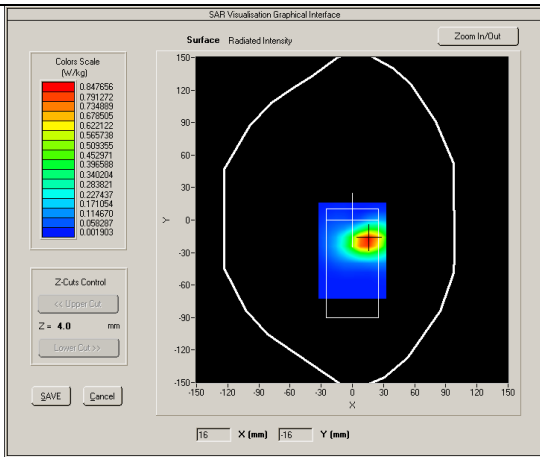 SAR Visualisation Graphical Interface
Surface Radiated Intensity
Zoom In/Out
Colors Scale
(W/kg)
0.847656
0.791272
0.734889
0.678505
0.622122
0.565738
0.509355
0.452971
0.396588
0.340204
0.283821
0.227437
0.171054
0.114670
0.058287
0.001903
Z-Cuts Control
<< Upper Cut
Z = 4.0 mm
Lower Cut >>
SAVE Cancel
150
120
90
60
30
0
-30
-60
-90
-120
-150
Y
-150 -120 -90 -60 -30 0 30 60 90 120 150
X
16 X (mm) -16 Y (mm)